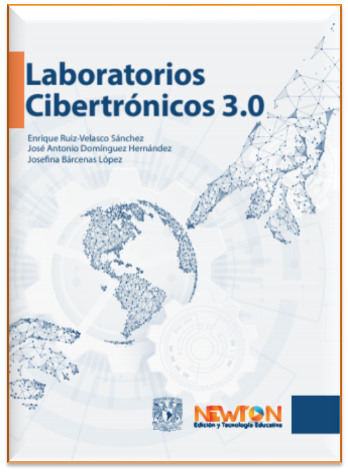 Laboratorios
Cibertrónicos 3.0
Enrique Ruiz-Velasco Sánchez
José Antonio Domínguez Hernández
Josefina Bárcenas López
NEWTON
Edición y Tecnología Educativa